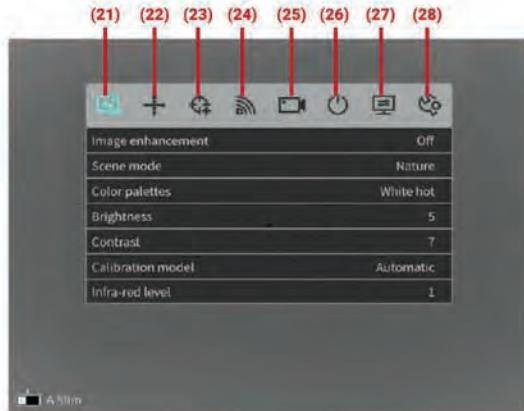 (21) (22) (23) (24) (25) (26) (27) (28)
Image enhancement Off
Scene mode Nature
Color palettes White hot
Brightness 5
Contrast 7
Calibration model Automatic
Infra-red level 1
A Slim